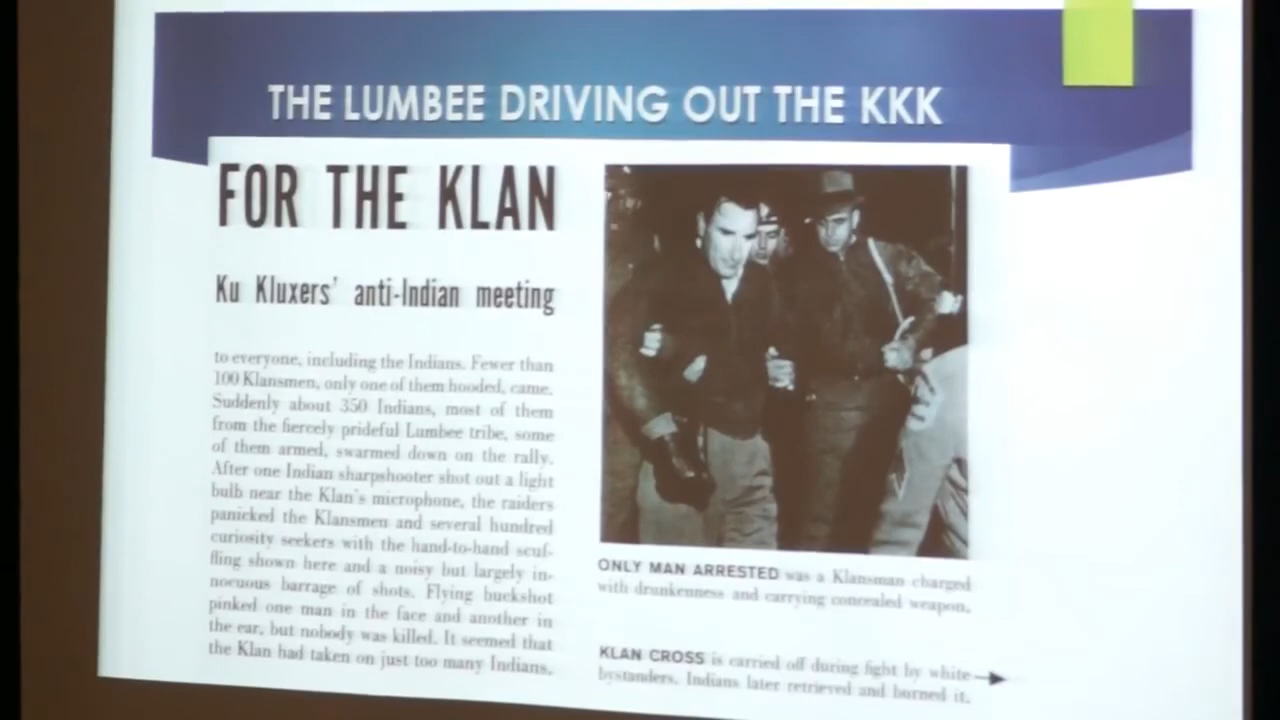 THE LUMBEE DRIVING OUT THE KKK
FOR THE KLAN
Ku Kluxers' anti-Indian meeting
to everyone, including the Indians. Fewer than
100 Klansmen, only one of them hooded, came.
Suddenly about 350 Indians, most of them
from the fiercely prideful Lumbee tribe, some
of them armed, swarmed down on the rally.
After one Indian sharpshooter shot out a light
bulb near the Klan's microphone, the raiders
panicked the Klansmen and several hundred
curiosity seekers with the hand-to-hand scuf-
fling shown here and a noisy but largely in-
nocuous barrage of shots. Flying buckshot
pinked one man in the face and another in
the ear, but nobody was killed. It seemed that
the Klan had taken on just too many Indians.
ONLY MAN ARRESTED was a Klansman charged
with drunkenness and carrying concealed weapon.
KLAN CROSS is carried off during fight by white
bystanders. Indians later retrieved and burned it.